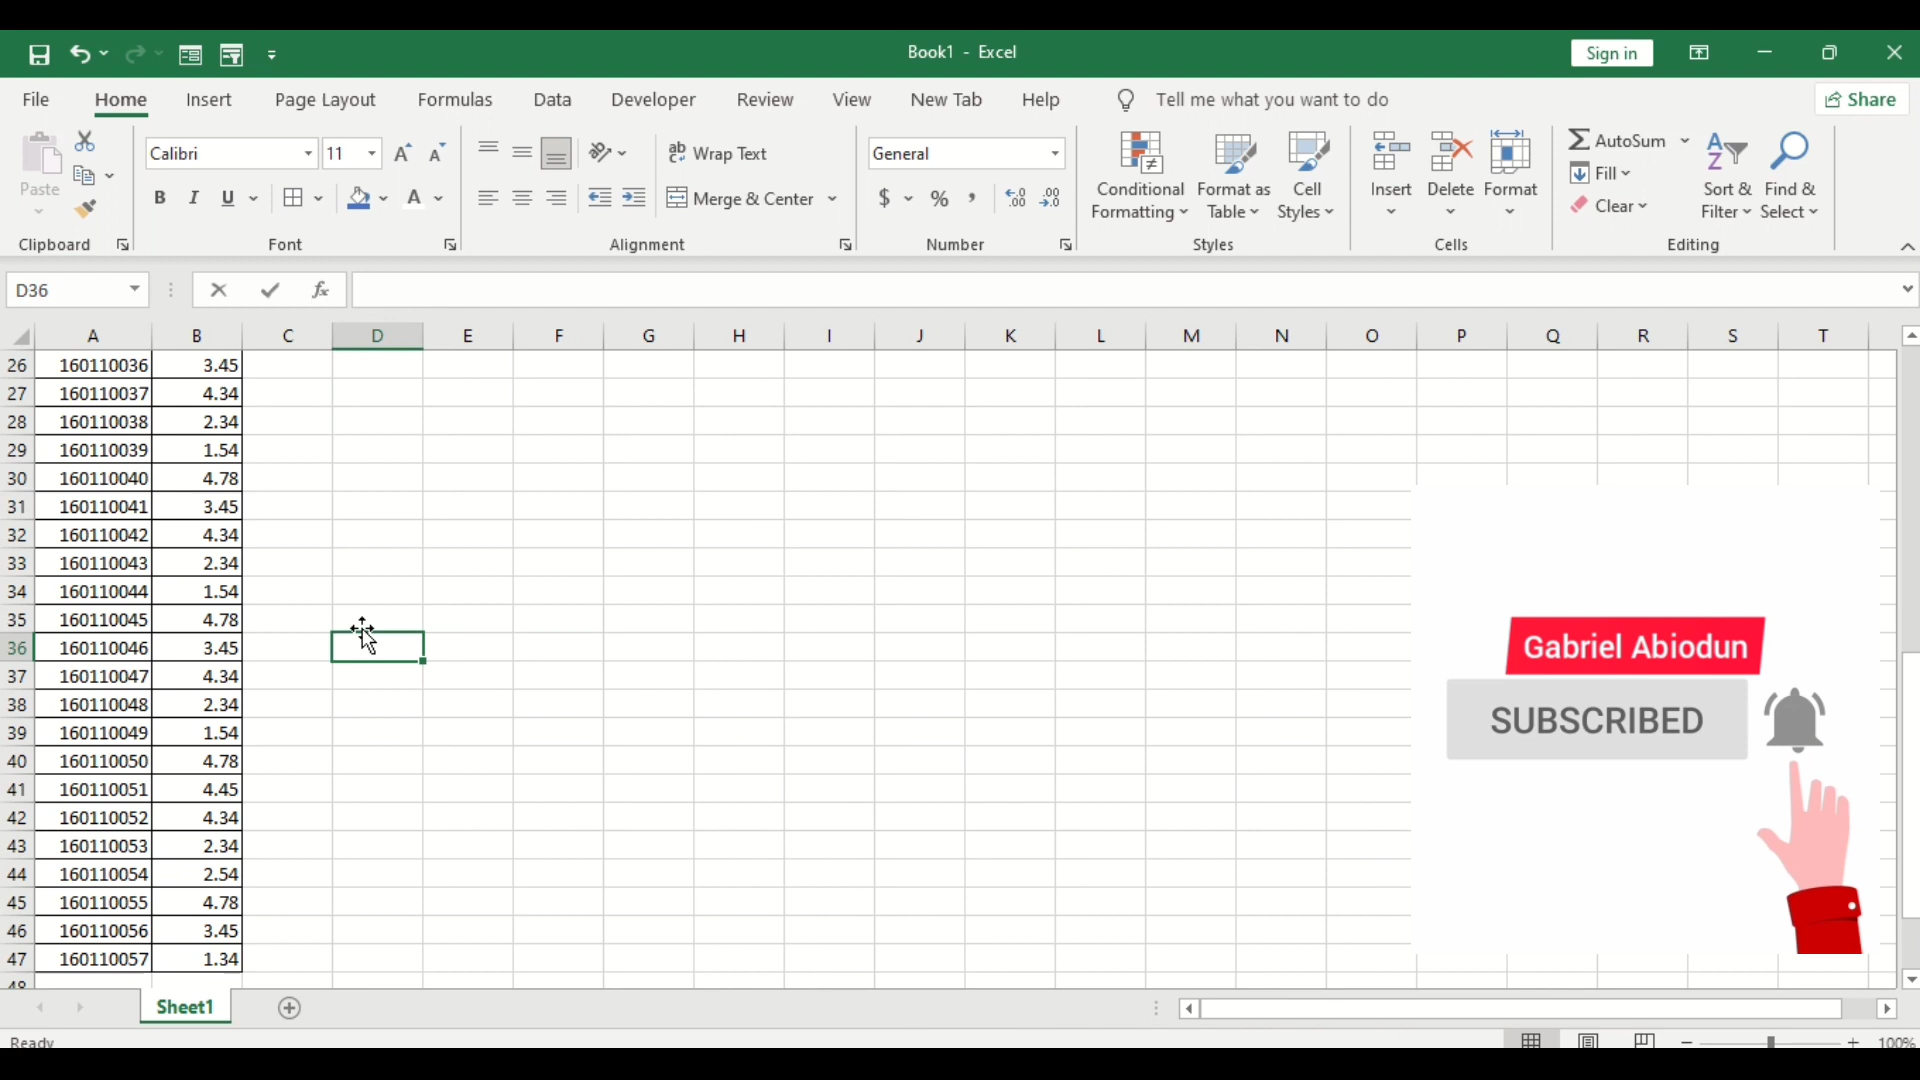 Book1 - Excel
Sign in
File Home Insert Page Layout Formulas Data Developer Review View New Tab Help Tell me what you want to do Share
Paste
Calibri 11
B I U A
ab Wrap Text
Merge & Center
General
$ % ,
Conditional Formatting
Format as Table
Cell Styles
Insert Delete Format
AutoSum
Fill
Clear
Sort & Filter
Find & Select
Clipboard Font Alignment Number Styles Cells Editing
D36 fx
A B C D E F G H I J K L M N O P Q R S T
26 160110036 3.45
27 160110037 4.34
28 160110038 2.34
29 160110039 1.54
30 160110040 4.78
31 160110041 3.45
32 160110042 4.34
33 160110043 2.34
34 160110044 1.54
35 160110045 4.78
36 160110046 3.45
37 160110047 4.34
38 160110048 2.34
39 160110049 1.54
40 160110050 4.78
41 160110051 4.45
42 160110052 4.34
43 160110053 2.34
44 160110054 2.54
45 160110055 4.78
46 160110056 3.45
47 160110057 1.34
48
Gabriel Abiodun
SUBSCRIBED
Sheet1
Ready
100%